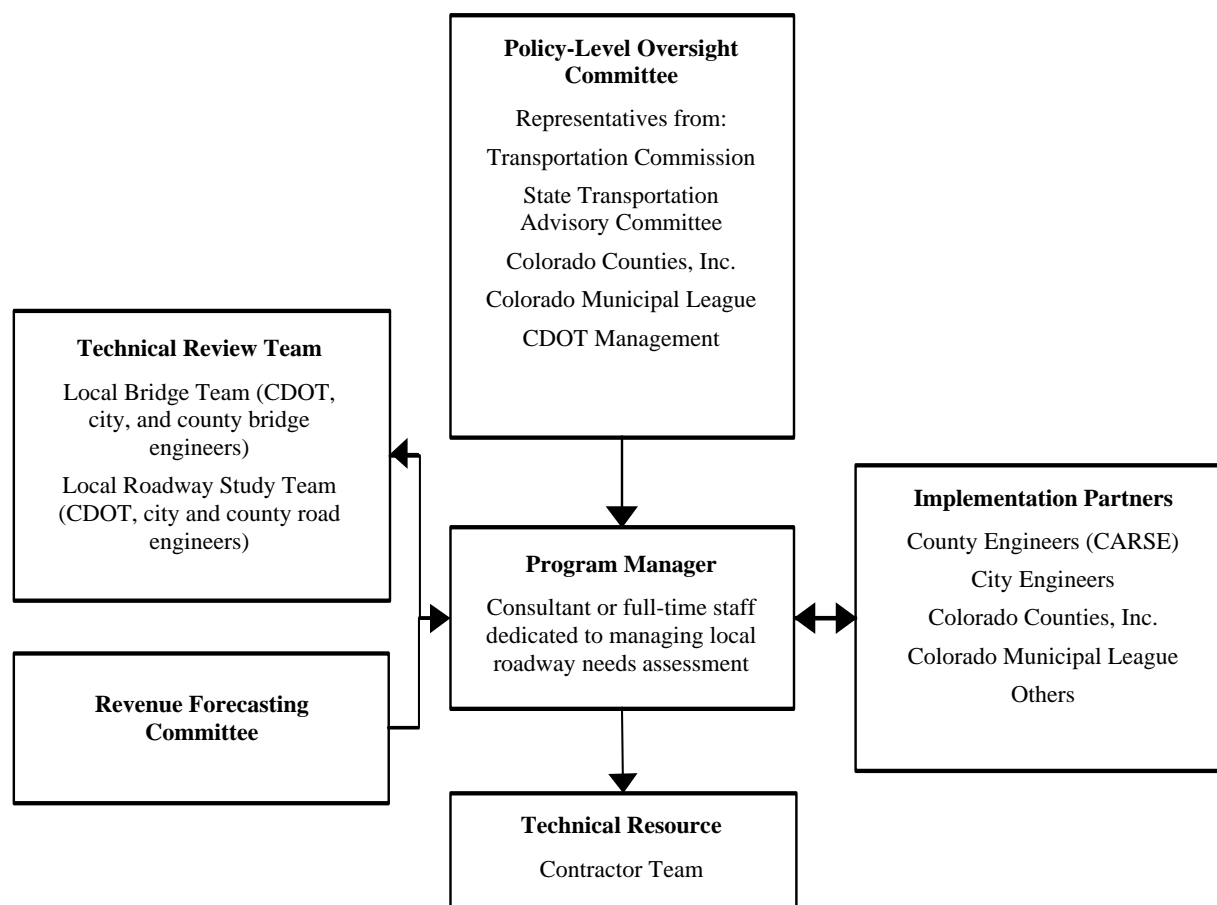 Policy-Level Oversight
Committee
Representatives from:
Transportation Commission
State Transportation
Advisory Committee
Colorado Counties, Inc.
Colorado Municipal League
CDOT Management
Technical Review Team
Local Bridge Team (CDOT,
city, and county bridge
engineers)
Local Roadway Study Team
(CDOT, city and county road
engineers)
Revenue Forecasting
Committee
Program Manager
Consultant or full-time staff
dedicated to managing local
roadway needs assessment
Implementation Partners
County Engineers (CARSE)
City Engineers
Colorado Counties, Inc.
Colorado Municipal League
Others
Technical Resource
Contractor Team